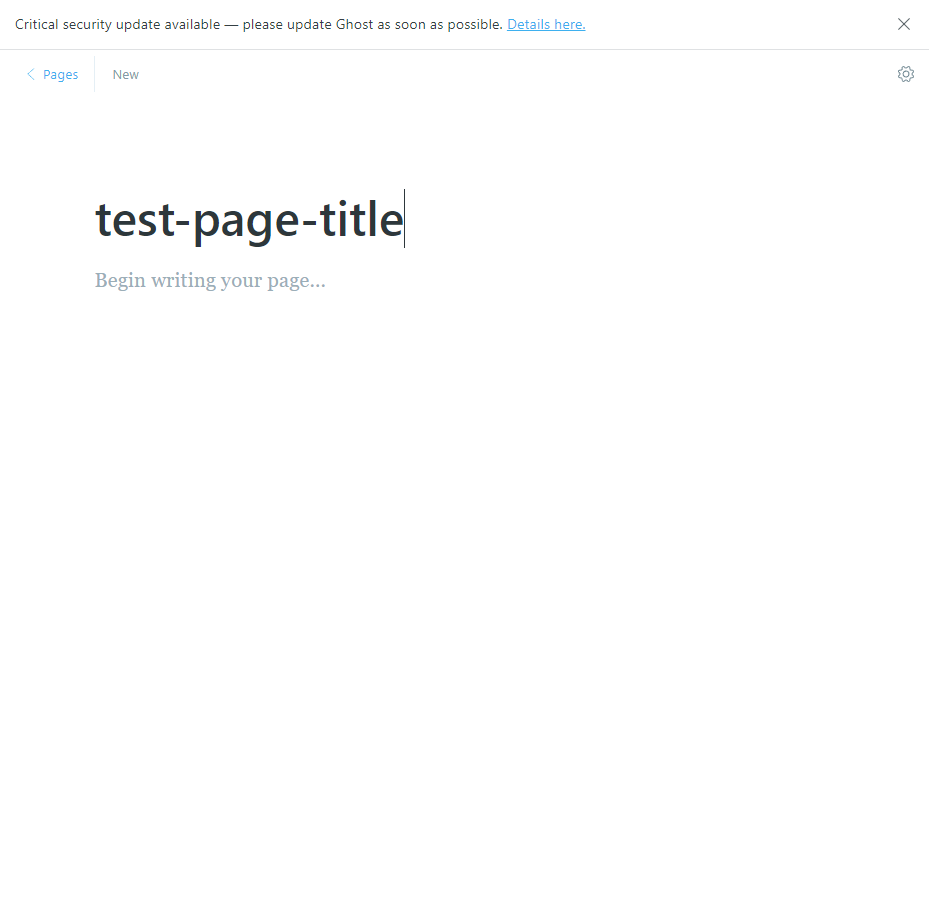 Critical security update available — please update Ghost as soon as possible. Details here.
Pages New
test-page-title
Begin writing your page...